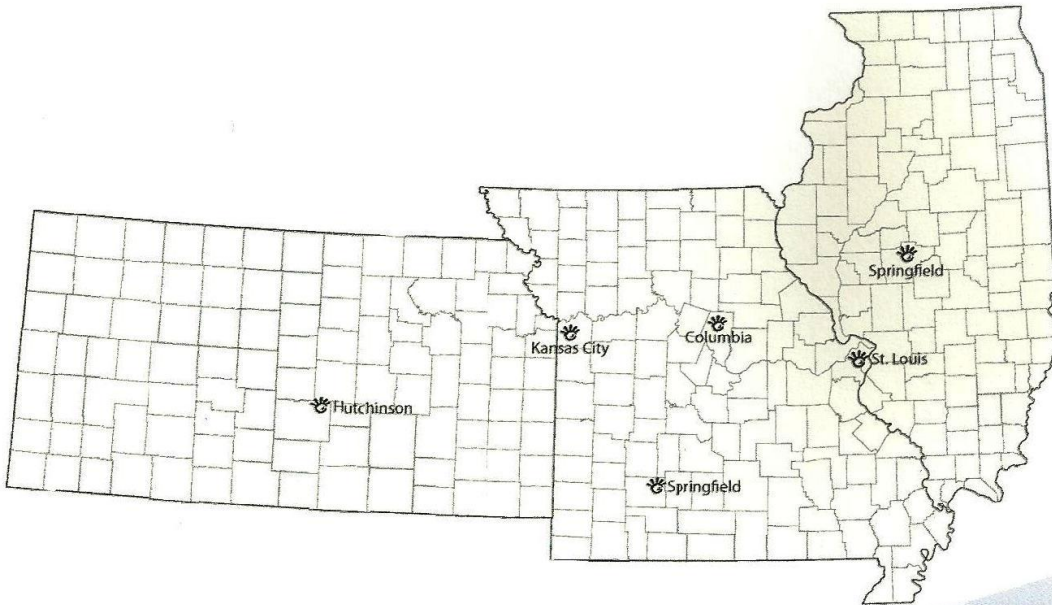 Springfield
Columbia
Kansas City
St. Louis
Hutchinson
Springfield